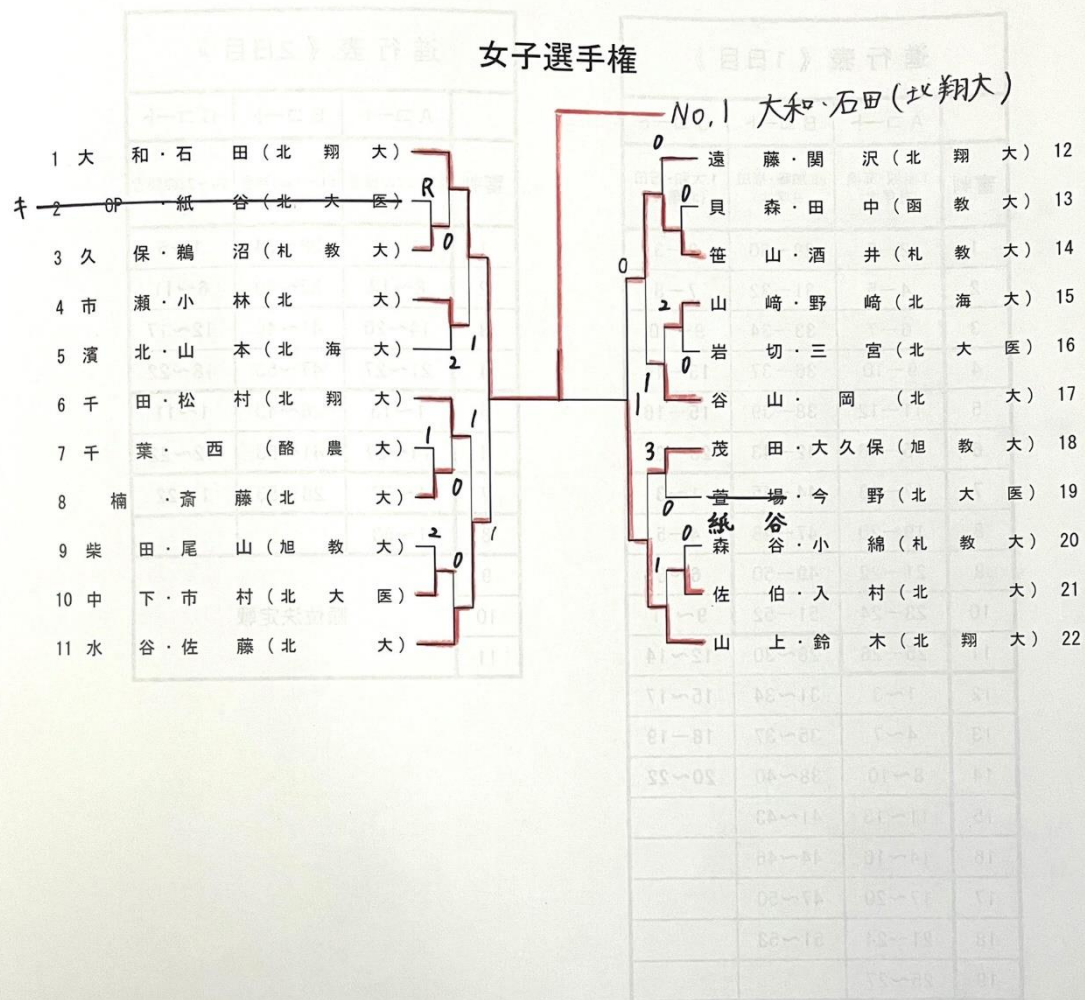 女子選手権
No.1 大和・石田(北翔大)
1 大和・石田(北翔大)
キ 2 OP・紙谷(北大医)
R
3 久保・鵜沼(札教大)
0
4 市瀬・小林(北大)
1
5 濱北・山本(北海大)
2
6 千田・松村(北翔大)
1
7 千葉・西(酪農大)
1
8 楠・斎藤(北大)
0
9 柴田・尾山(旭教大)
2
1
10 中下・市村(北大医)
0
11 水谷・佐藤(北大)
0
遠藤・関沢(北翔大) 12
0
貝森・田中(函教大) 13
笹山・酒井(札教大) 14
0
2
山﨑・野﨑(北海大) 15
岩切・三宮(北大医) 16
0
1
谷山・岡(北大) 17
1
3
茂田・大久保(旭教大) 18
萱場・今野(北大医) 19
0
紙谷
0
森谷・小綿(札教大) 20
1
佐伯・入村(北大) 21
山上・鈴木(北翔大) 22